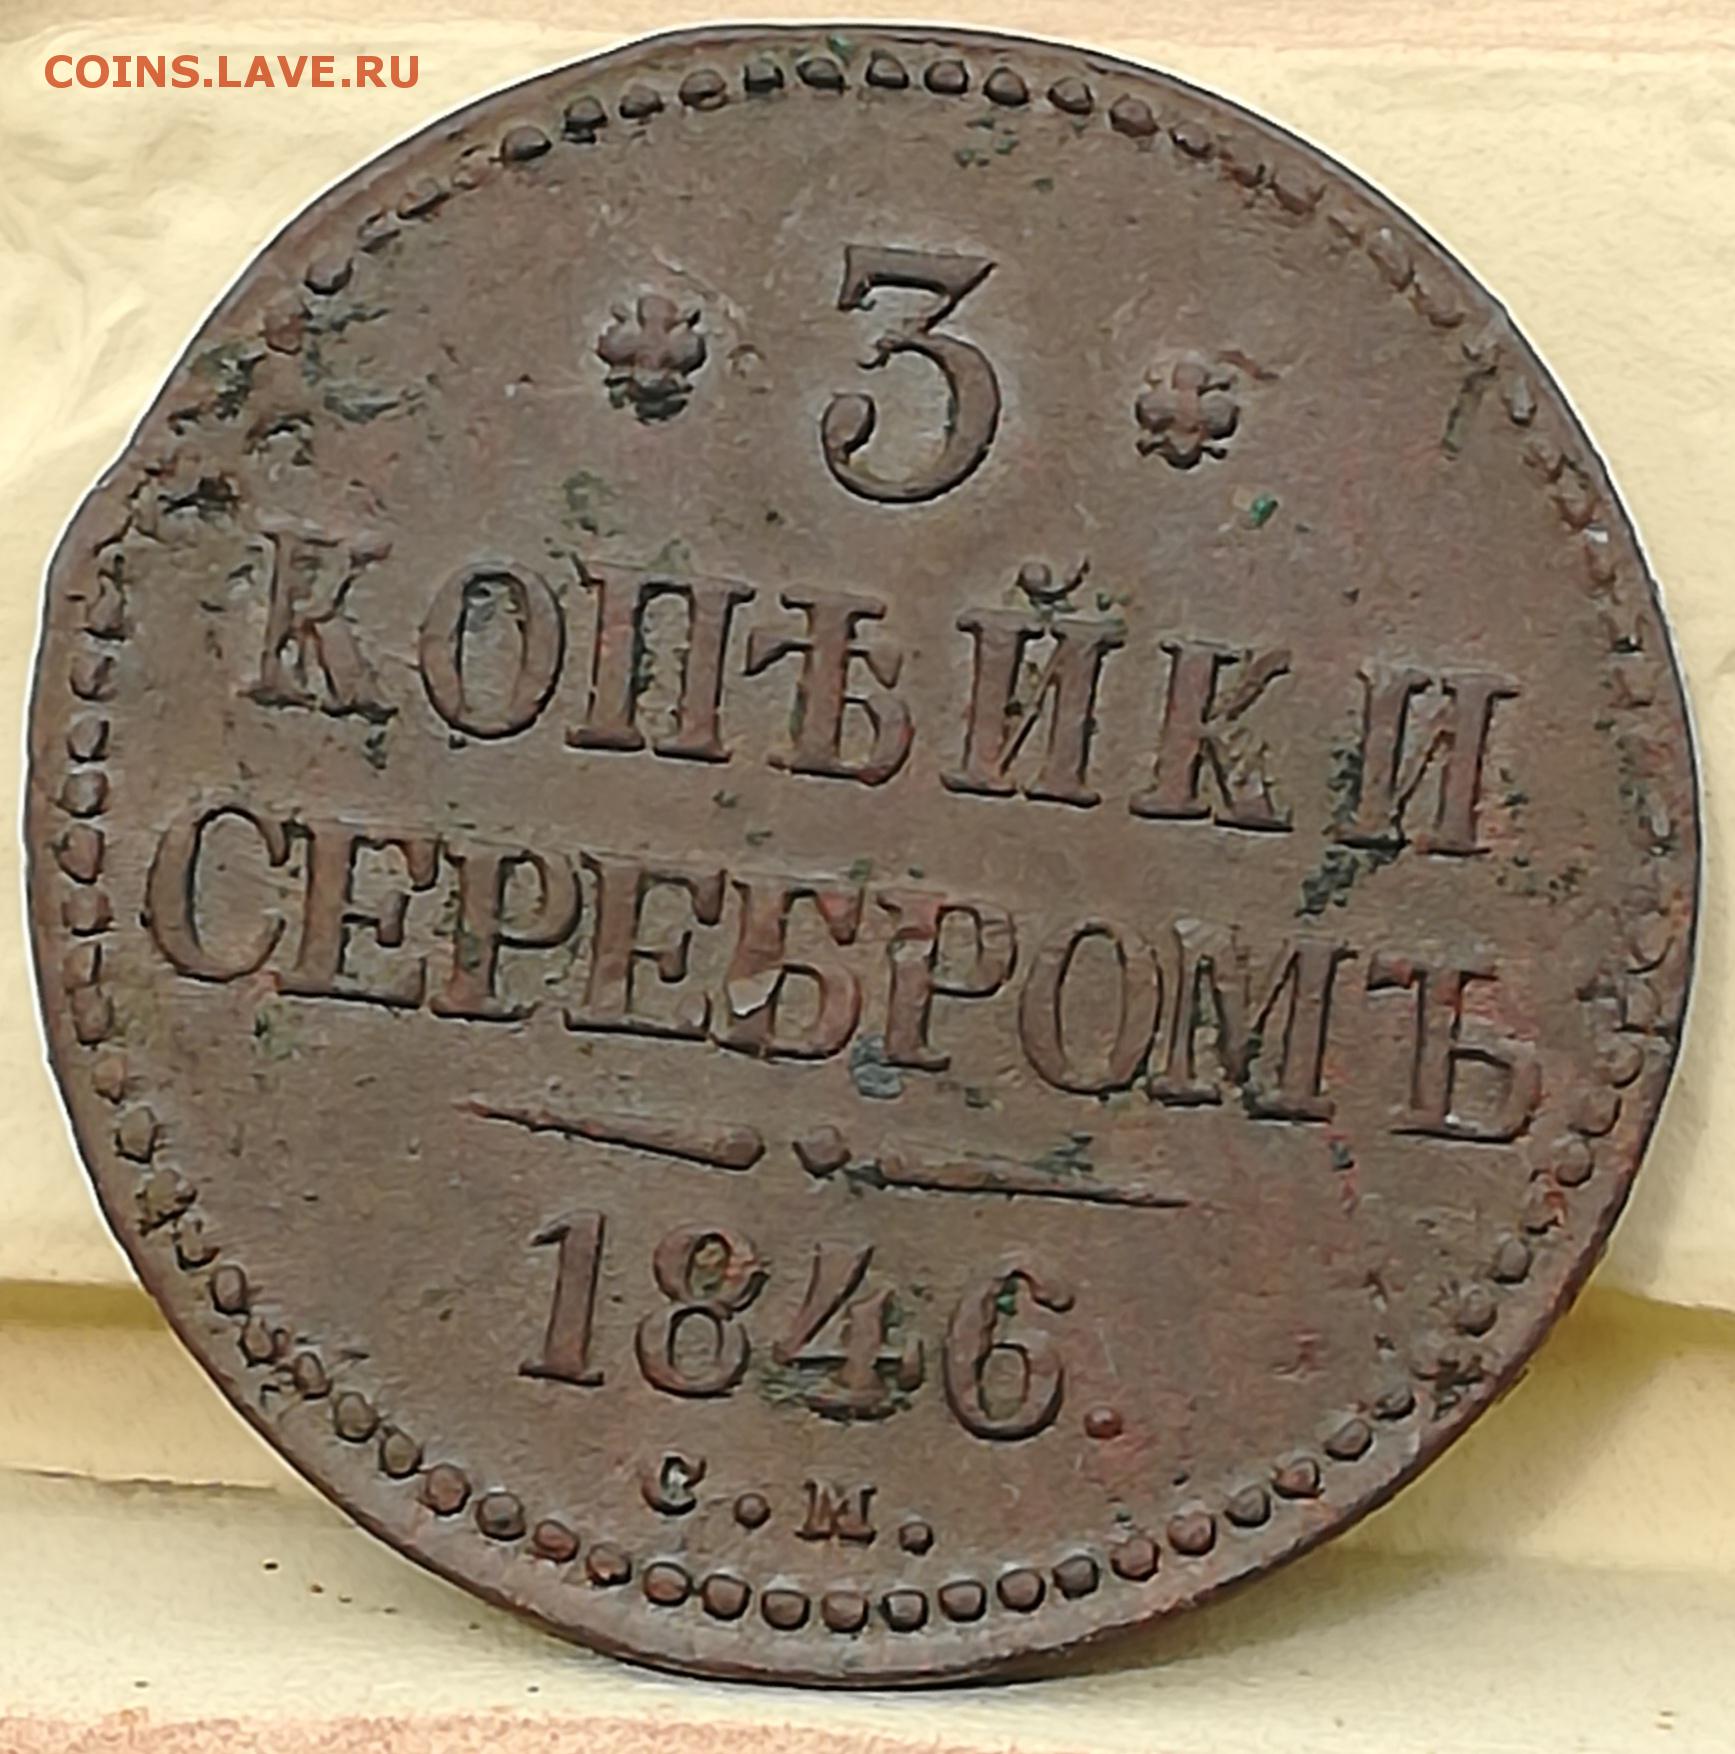 COINS.LAVE.RU
* 3 *
КОПѢЙКИ
СЕРЕБРОМЪ
1846.
С.М.